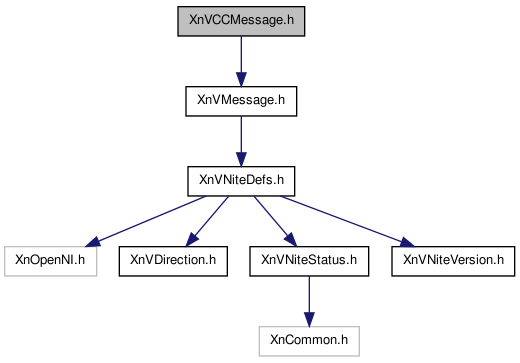 XnVCCMessage.h
XnVMessage.h
XnVNiteDefs.h
XnOpenNI.h
XnVDirection.h
XnVNiteStatus.h
XnVNiteVersion.h
XnCommon.h